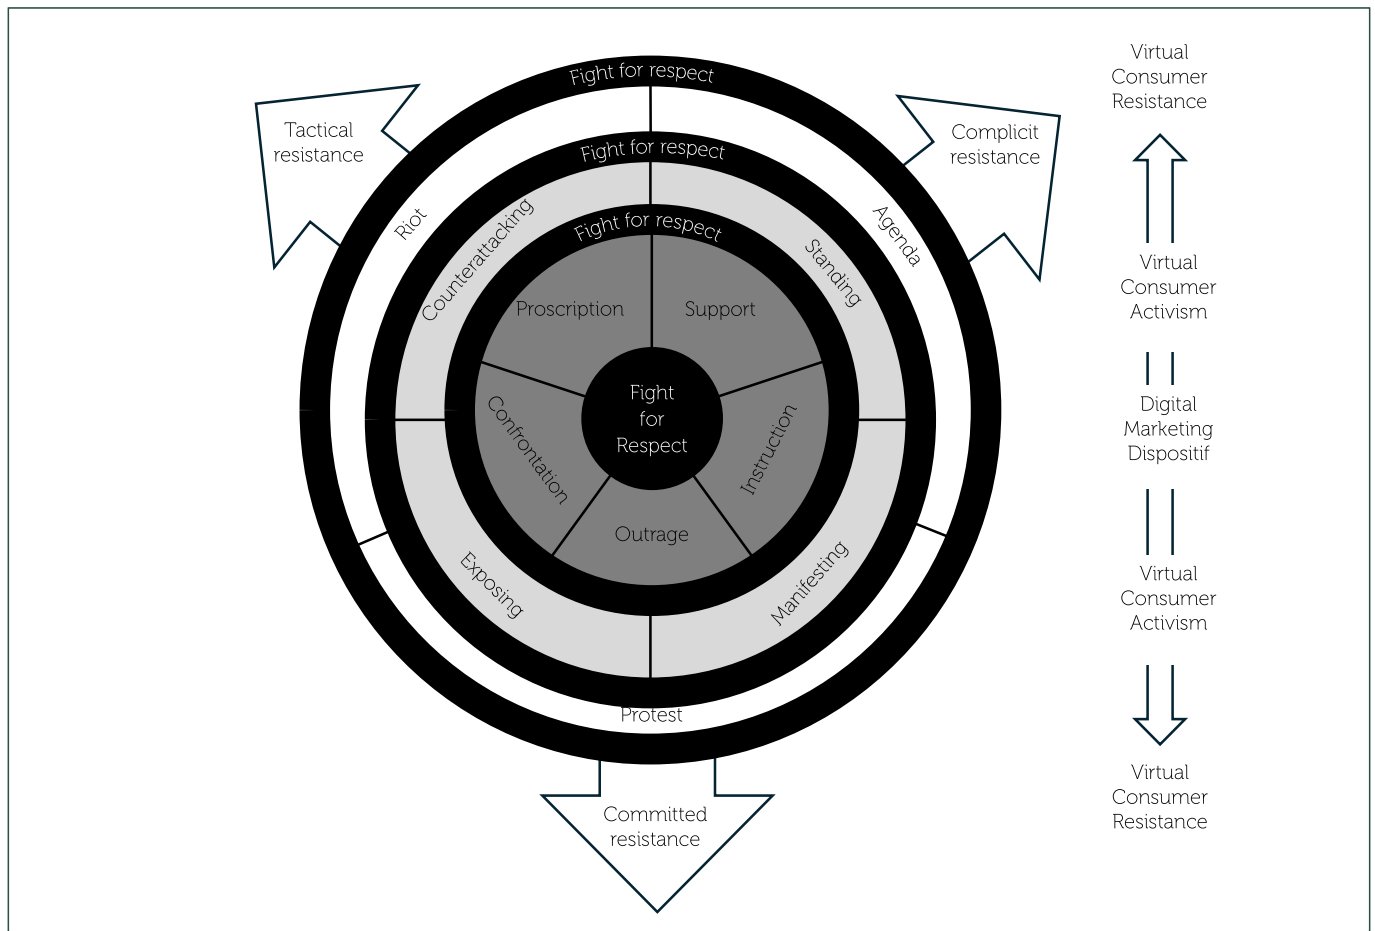 Fight for respect
Tactical
resistance
Complicit
resistance
Fight for respect
Riot
Agenda
Fight for respect
Counterattacking
Standing
Proscription
Support
Fight
for
Respect
Confrontation
Instruction
Outrage
Exposing
Manifesting
Protest
Committed
resistance
Virtual
Consumer
Resistance
Virtual
Consumer
Activism
Digital
Marketing
Dispositif
Virtual
Consumer
Activism
Virtual
Consumer
Resistance